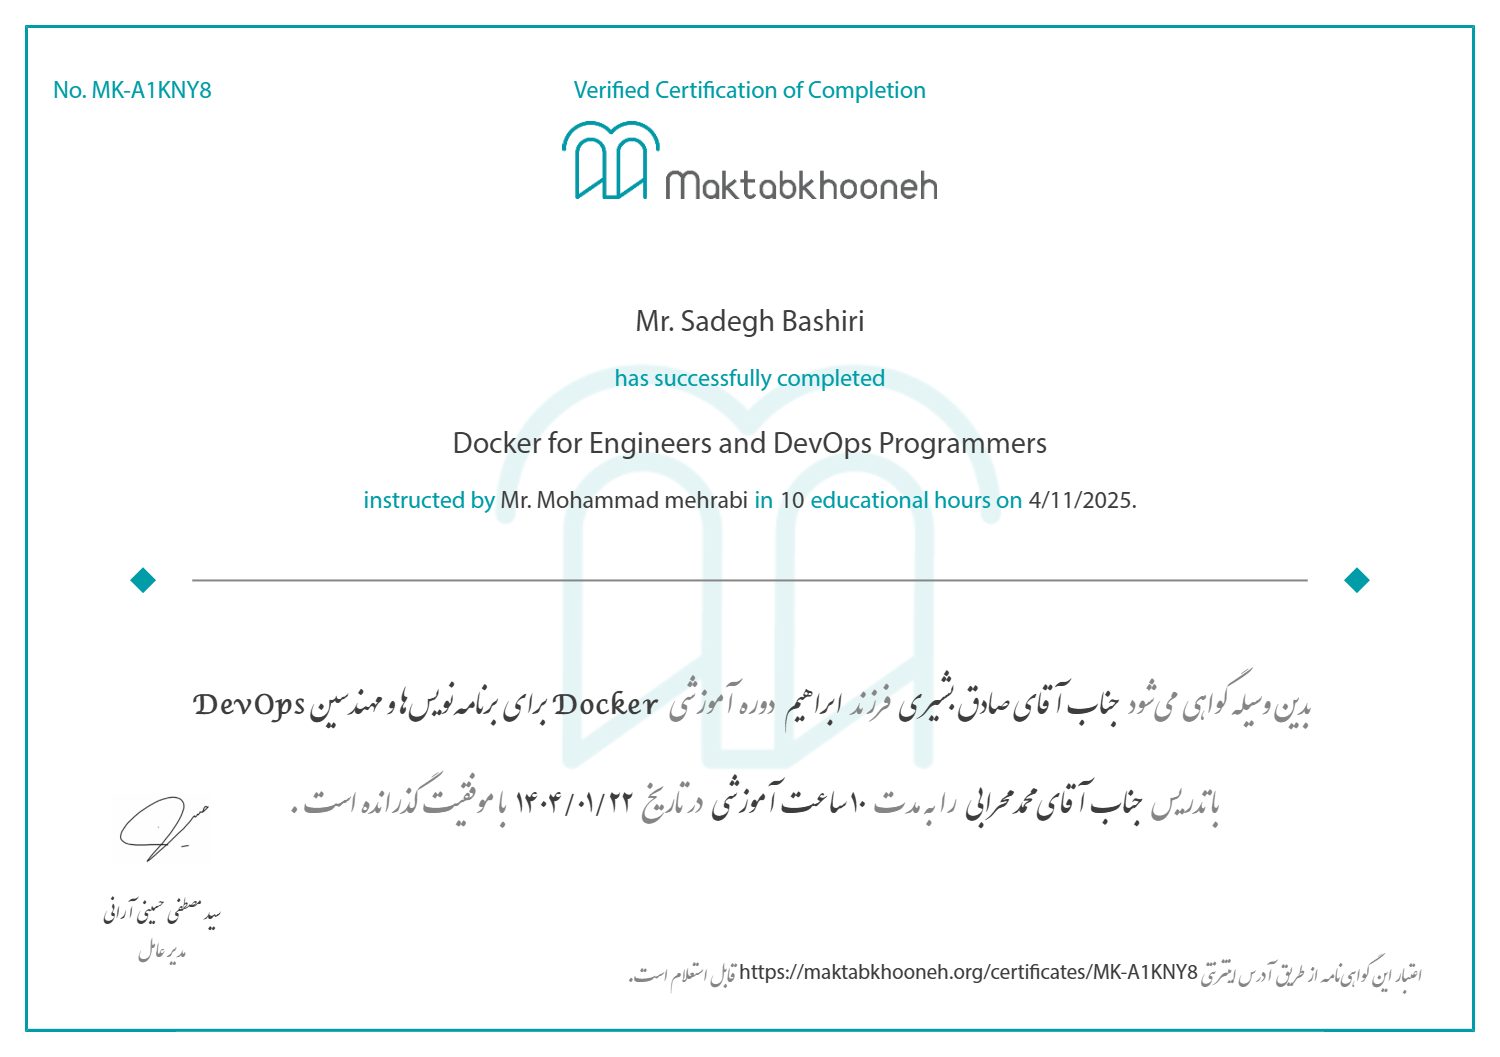 No. MK-A1KNY8
Verified Certification of Completion
Maktabkhooneh
Mr. Sadegh Bashiri
has successfully completed
Docker for Engineers and DevOps Programmers
instructed by Mr. Mohammad mehrabi in 10 educational hours on 4/11/2025.
بدین وسیله گواهی می‌شود جناب آقای صادق بشیری فرزند ابراهیم دوره آموزشی Docker برای برنامه‌نویس‌ها و مهندسین DevOps
با تدریس جناب آقای محمد محرابی را به مدت ۱۰ ساعت آموزشی در تاریخ ۱۴۰۴/۰۱/۲۲ با موفقیت گذرانده است .
سید مصطفی حسینی آرانی
مدیر عامل
اعتبار این گواهی‌نامه از طریق آدرس اینترنتی https://maktabkhooneh.org/certificates/MK-A1KNY8 قابل استعلام است.